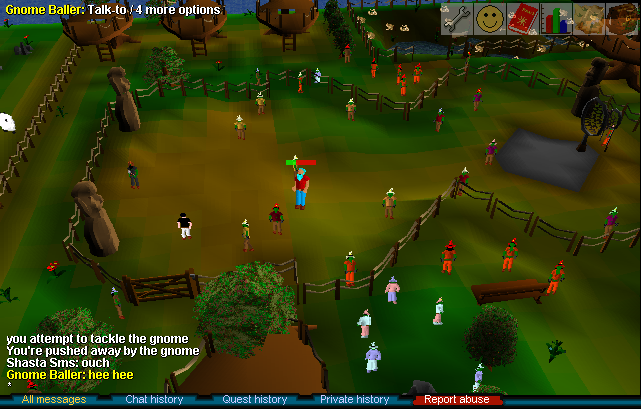 Gnome Baller: Talk-to / 4 more options
you attempt to tackle the gnome
You're pushed away by the gnome
Shasta Sms: ouch
Gnome Baller: hee hee
*
All messages Chat history Quest history Private history Report abuse